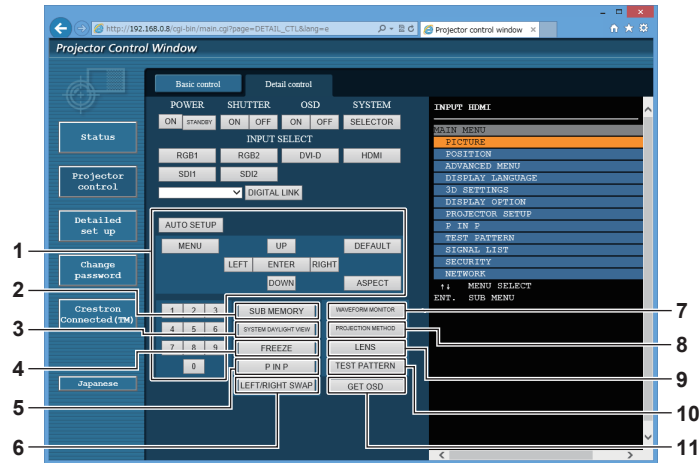 http://192.168.0.8/cgi-bin/main.cgi?page=DETAIL_CTL&lang=e
Projector control window
Projector Control Window
Basic control
Detail control
POWER SHUTTER OSD SYSTEM
ON STANDBY ON OFF ON OFF SELECTOR
INPUT SELECT
RGB1 RGB2 DVI-D HDMI
SDI1 SDI2
DIGITAL LINK
AUTO SETUP
MENU UP DEFAULT
LEFT ENTER RIGHT
DOWN ASPECT
1 2 3 SUB MEMORY WAVEFORM MONITOR
4 5 6 SYSTEM DAYLIGHT VIEW PROJECTION METHOD
7 8 9 FREEZE LENS
0 P IN P TEST PATTERN
LEFT/RIGHT SWAP GET OSD
Status
Projector
control
Detailed
set up
Change
password
Crestron
Connected(TM)
Japanese
INPUT HDMI
MAIN MENU
PICTURE
POSITION
ADVANCED MENU
DISPLAY LANGUAGE
3D SETTINGS
DISPLAY OPTION
PROJECTOR SETUP
P IN P
TEST PATTERN
SIGNAL LIST
SECURITY
NETWORK
↑↓ MENU SELECT
ENT. SUB MENU
1
2
3
4
5
6
7
8
9
10
11